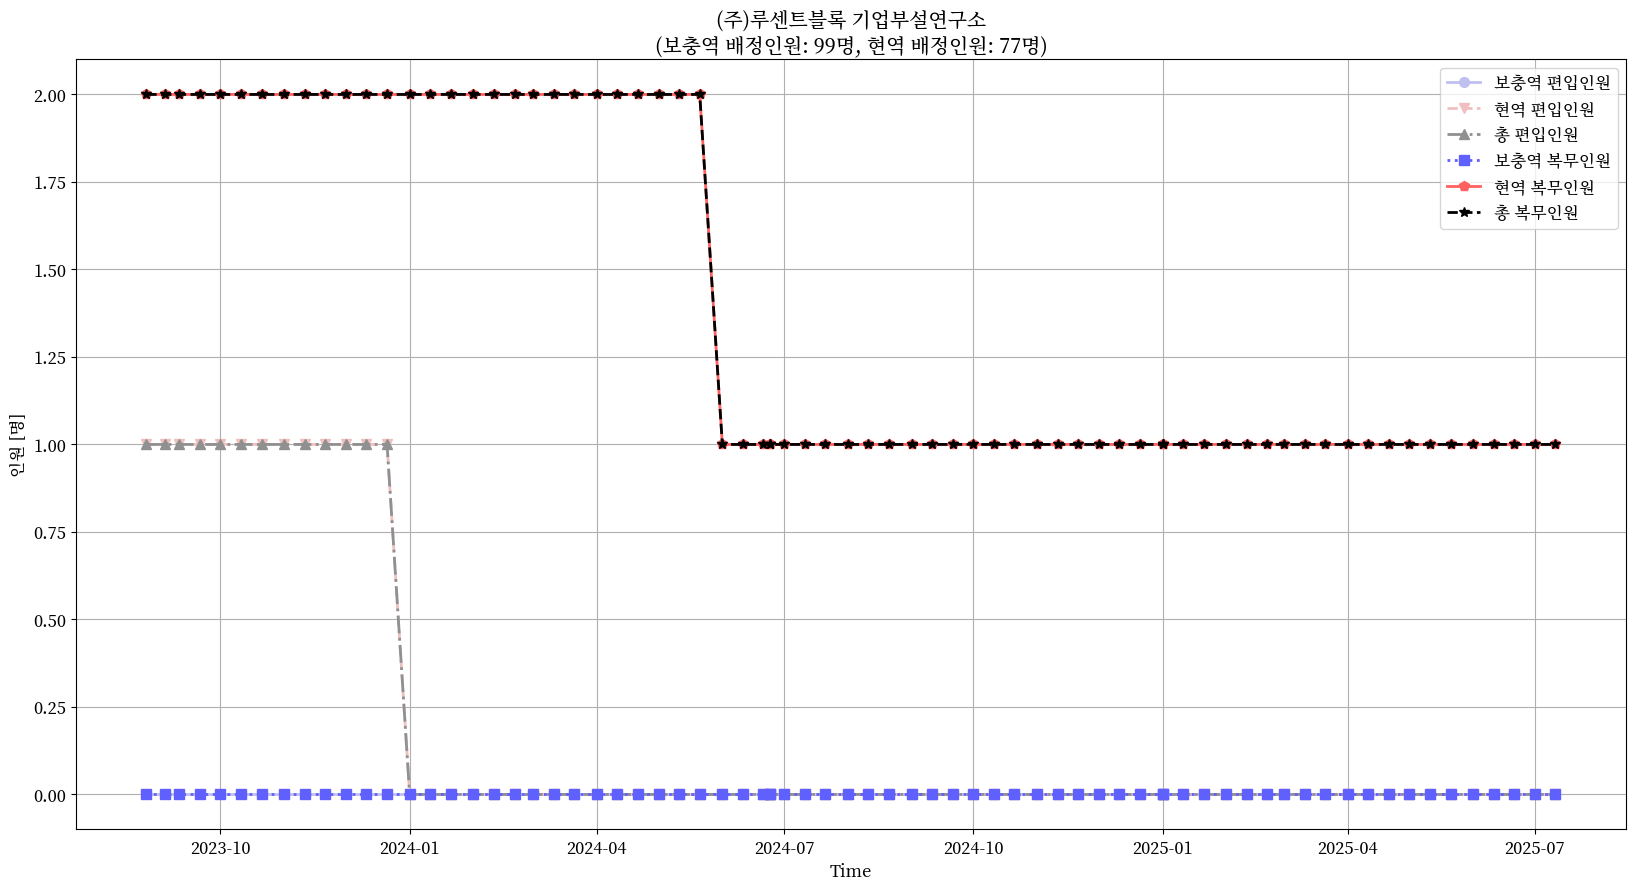 (주)루센트블록 기업부설연구소
(보충역 배정인원: 99명, 현역 배정인원: 77명)
보충역 편입인원
현역 편입인원
총 편입인원
보충역 복무인원
현역 복무인원
총 복무인원
2.00
1.75
1.50
1.25
1.00
0.75
0.50
0.25
0.00
인원 [명]
2023-10 2024-01 2024-04 2024-07 2024-10 2025-01 2025-04 2025-07
Time